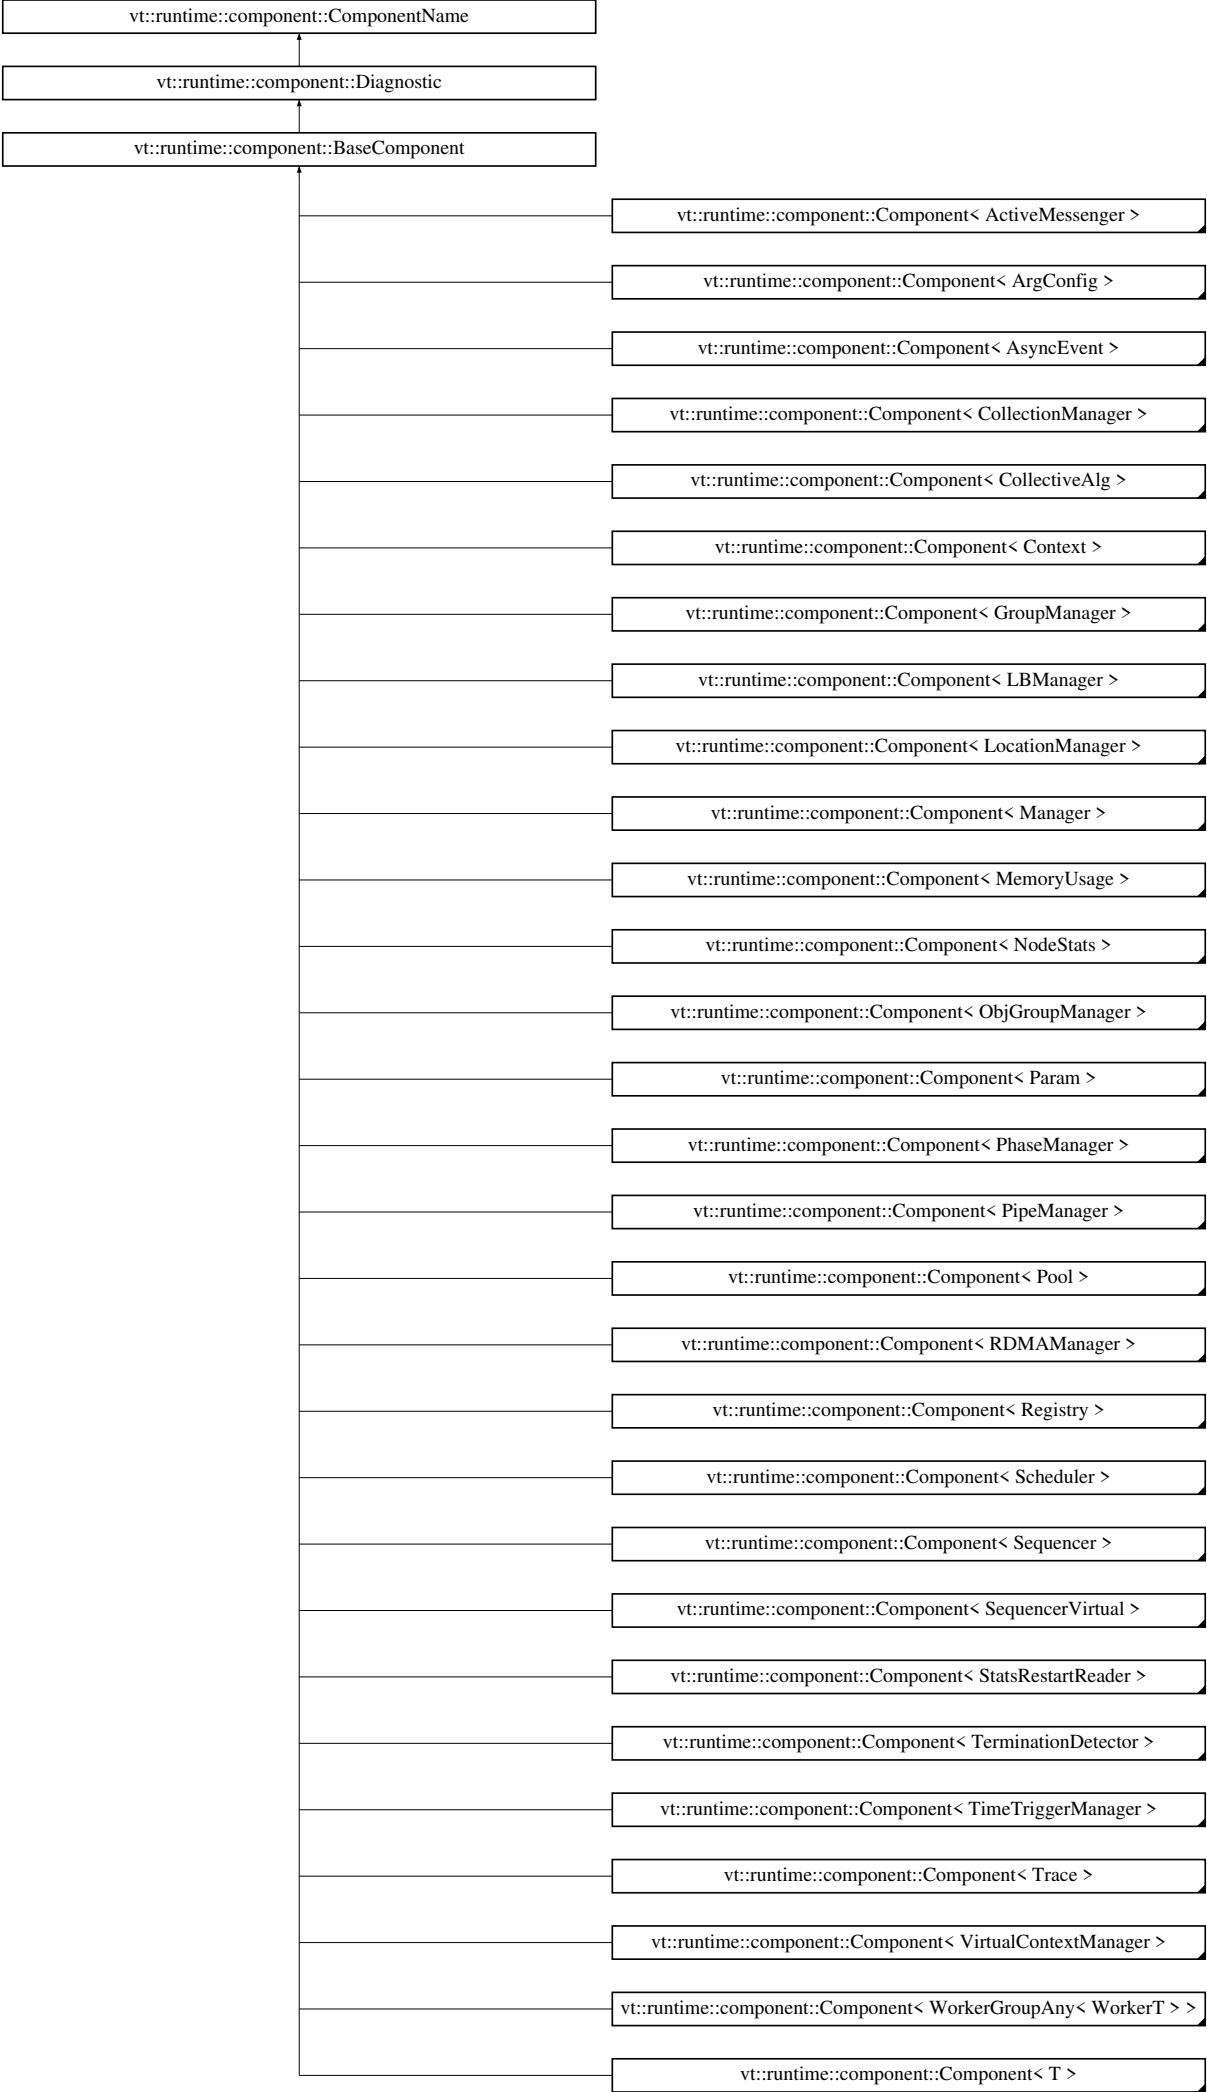 vt::runtime::component::ComponentName
vt::runtime::component::Diagnostic
vt::runtime::component::BaseComponent
vt::runtime::component::Component< ActiveMessenger >
vt::runtime::component::Component< ArgConfig >
vt::runtime::component::Component< AsyncEvent >
vt::runtime::component::Component< CollectionManager >
vt::runtime::component::Component< CollectiveAlg >
vt::runtime::component::Component< Context >
vt::runtime::component::Component< GroupManager >
vt::runtime::component::Component< LBManager >
vt::runtime::component::Component< LocationManager >
vt::runtime::component::Component< Manager >
vt::runtime::component::Component< MemoryUsage >
vt::runtime::component::Component< NodeStats >
vt::runtime::component::Component< ObjGroupManager >
vt::runtime::component::Component< Param >
vt::runtime::component::Component< PhaseManager >
vt::runtime::component::Component< PipeManager >
vt::runtime::component::Component< Pool >
vt::runtime::component::Component< RDMAManager >
vt::runtime::component::Component< Registry >
vt::runtime::component::Component< Scheduler >
vt::runtime::component::Component< Sequencer >
vt::runtime::component::Component< SequencerVirtual >
vt::runtime::component::Component< StatsRestartReader >
vt::runtime::component::Component< TerminationDetector >
vt::runtime::component::Component< TimeTriggerManager >
vt::runtime::component::Component< Trace >
vt::runtime::component::Component< VirtualContextManager >
vt::runtime::component::Component< WorkerGroupAny< WorkerT > >
vt::runtime::component::Component< T >